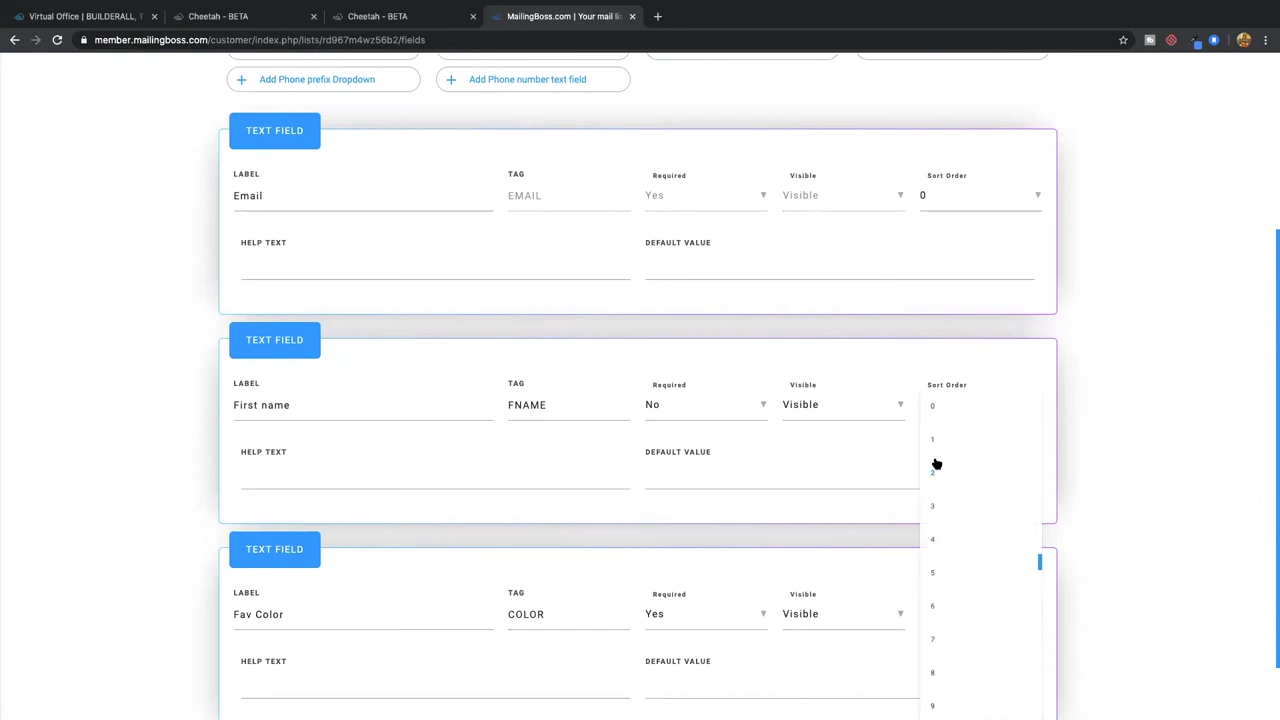 Virtual Office | BUILDERALL, T
Cheetah - BETA
Cheetah - BETA
MailingBoss.com | Your mail lis
member.mailingboss.com/customer/index.php/lists/rd967m4wz56b2/fields
+ Add Phone prefix Dropdown
+ Add Phone number text field
TEXT FIELD
LABEL TAG Required Visible Sort Order
Email EMAIL Yes Visible 0
HELP TEXT DEFAULT VALUE
TEXT FIELD
LABEL TAG Required Visible Sort Order
First name FNAME No Visible
0
1
2
3
4
5
6
7
8
9
HELP TEXT DEFAULT VALUE
TEXT FIELD
LABEL TAG Required Visible
Fav Color COLOR Yes Visible
HELP TEXT DEFAULT VALUE